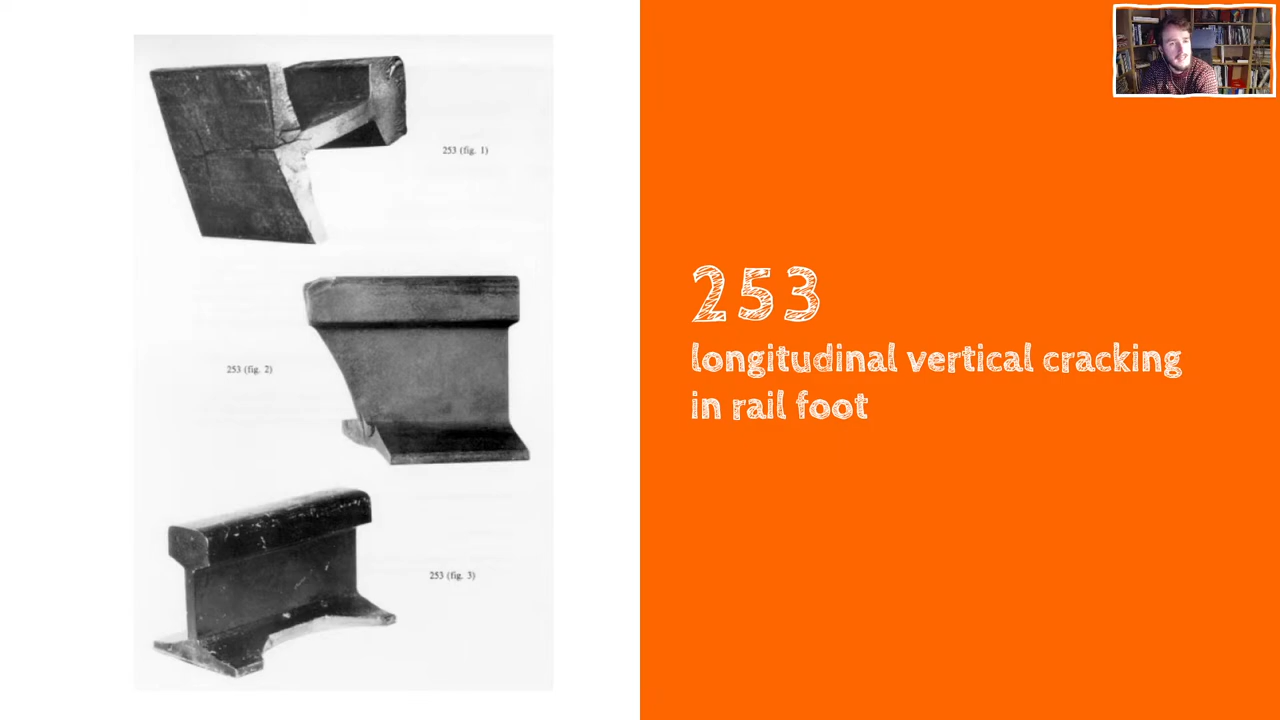 253 (fig. 1)
253 (fig. 2)
253 (fig. 3)
253
longitudinal vertical cracking
in rail foot